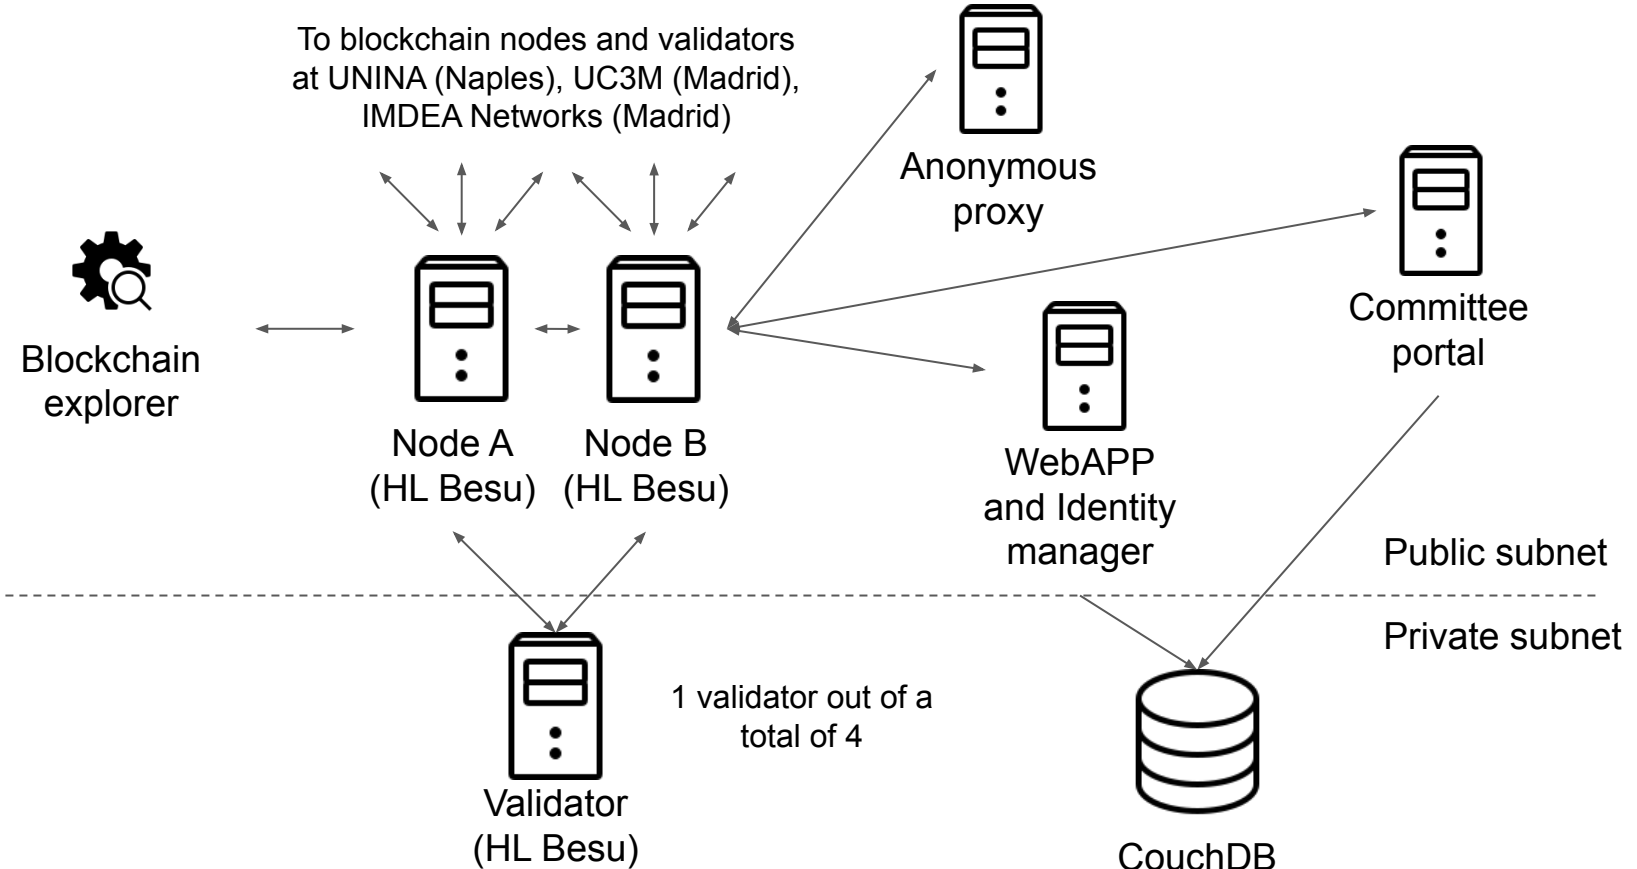 To blockchain nodes and validators
at UNINA (Naples), UC3M (Madrid),
IMDEA Networks (Madrid)
Anonymous
proxy
Committee
portal
Blockchain
explorer
Node A
(HL Besu)
Node B
(HL Besu)
WebAPP
and Identity
manager
Public subnet
Private subnet
1 validator out of a
total of 4
Validator
(HL Besu)
CouchDB